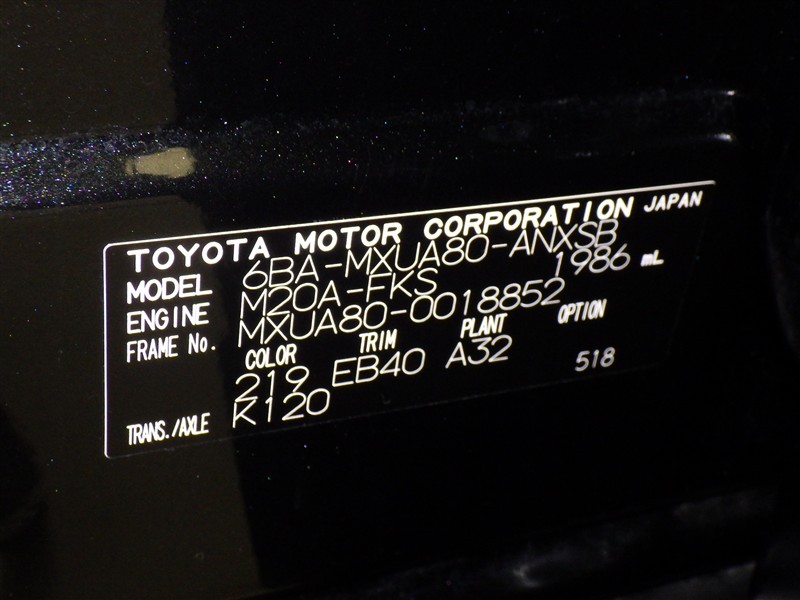 TOYOTA MOTOR CORPORATION JAPAN
MODEL 6BA-MXUA80-ANXSB
ENGINE M20A-FKS 1986 mL
FRAME No. MXUA80-0018852
COLOR TRIM PLANT OPTION
219 EB40 A32 518
TRANS./AXLE K120